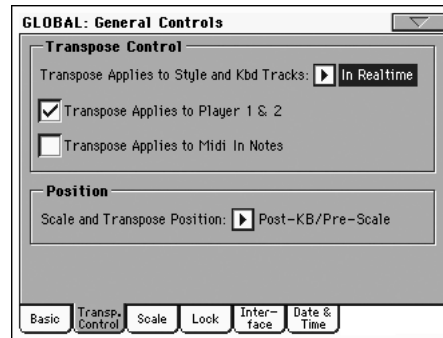 GLOBAL: General Controls
Transpose Control
Transpose Applies to Style and Kbd Tracks: In Realtime
Transpose Applies to Player 1 & 2
Transpose Applies to Midi In Notes
Position
Scale and Transpose Position: Post-KB/Pre-Scale
Basic
Transp.
Control
Scale
Lock
Inter-
face
Date &
Time